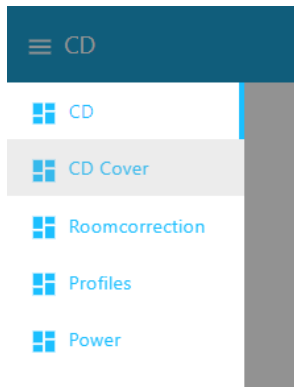 CD
CD
CD Cover
Roomcorrection
Profiles
Power